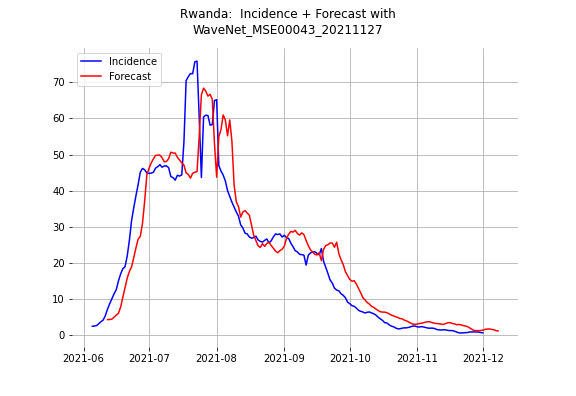 Rwanda:  Incidence + Forecast with
WaveNet_MSE00043_20211127
Incidence
Forecast
70
60
50
40
30
20
10
0
2021-06 2021-07 2021-08 2021-09 2021-10 2021-11 2021-12